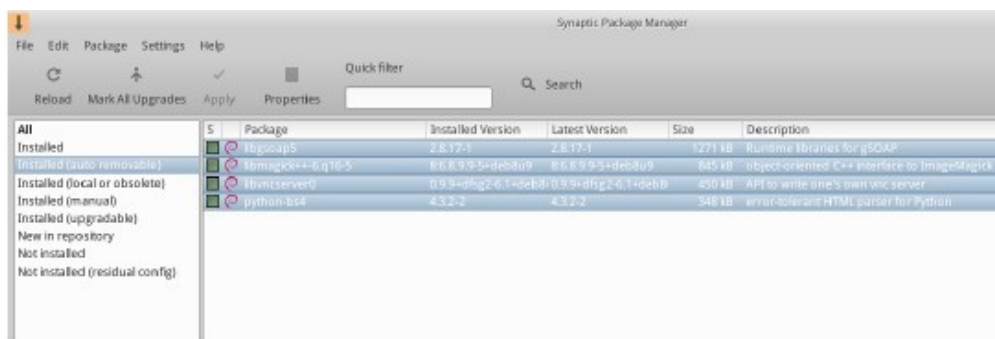 Synaptic Package Manager
File Edit Package Settings Help
Quick filter
Search
Reload Mark All Upgrades Apply Properties
All
Installed
Installed (auto removable)
Installed (local or obsolete)
Installed (manual)
Installed (upgradable)
New in repository
Not installed
Not installed (residual config)
S Package Installed Version Latest Version Size Description
libgsoap5 2.8.17-1 2.8.17-1 1271 kB Runtime libraries for gSOAP
libmagick++-6.q16-5 8:6.8.9.9-5+deb8u9 8:6.8.9.9-5+deb8u9 845 kB object-oriented C++ interface to ImageMagick
libvncserver0 0.9.9+dfsg2-6.1+deb8 0.9.9+dfsg2-6.1+deb8 450 kB API to write one's own vnc server
python-bs4 4.3.2-2 4.3.2-2 348 kB error-tolerant HTML parser for Python